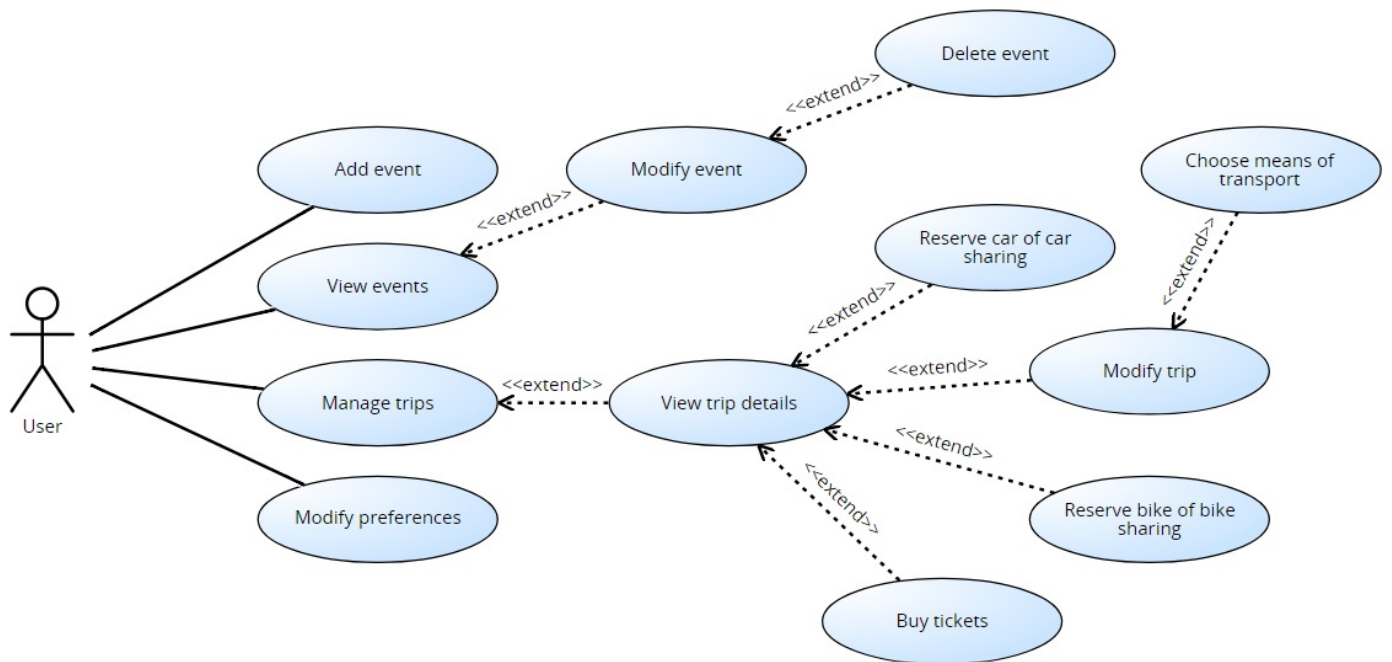 Delete event
<<extend>>
Add event
Modify event
Choose means of
transport
<<extend>>
Reserve car of car
sharing
<<extend>>
View events
<<extend>>
Modify trip
<<extend>>
<<extend>>
Manage trips
View trip details
User
<<extend>>
<<extend>>
Modify preferences
Reserve bike of bike
sharing
Buy tickets